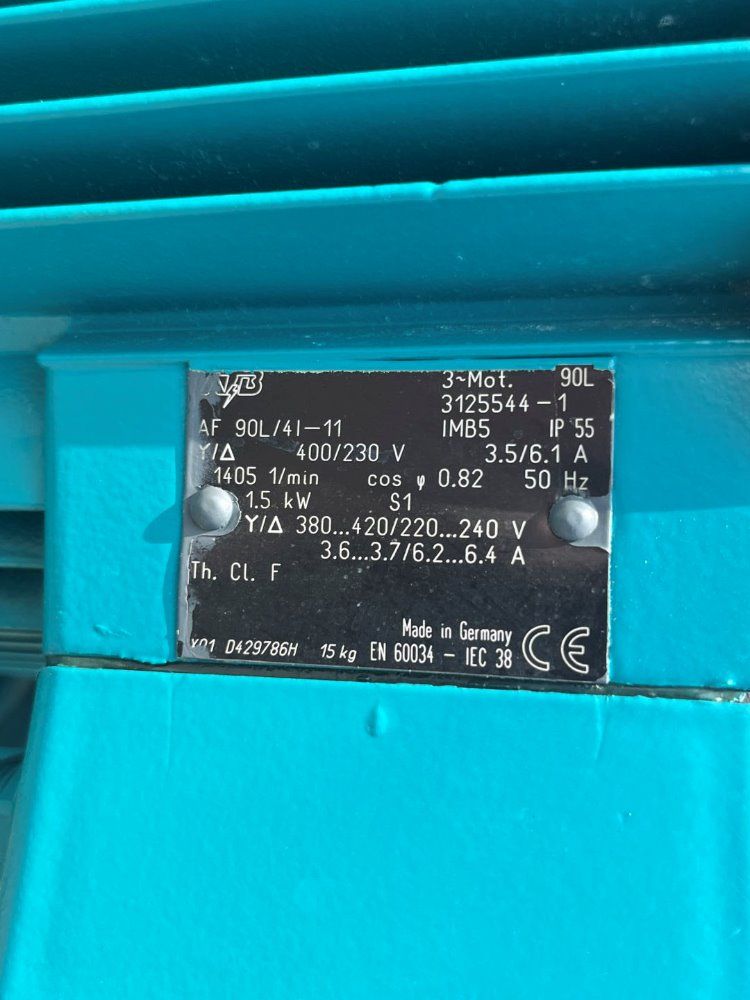 3~Mot. 90L
3125544-1
AF 90L/4I-11 IMB5 IP 55
Y/Δ 400/230 V 3.5/6.1 A
1405 1/min cos φ 0.82 50 Hz
1.5 kW S1
Y/Δ 380...420/220...240 V
3.6...3.7/6.2...6.4 A
Th. Cl. F
Made in Germany
D429786H 15 kg EN 60034 - IEC 38 CE